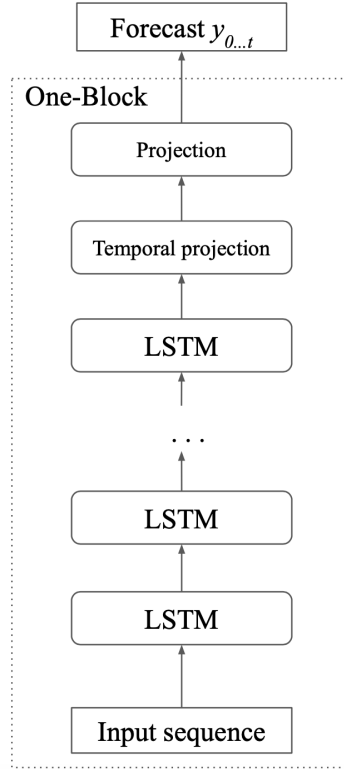 Forecast y0...t
One-Block
Projection
Temporal projection
LSTM
...
LSTM
LSTM
Input sequence